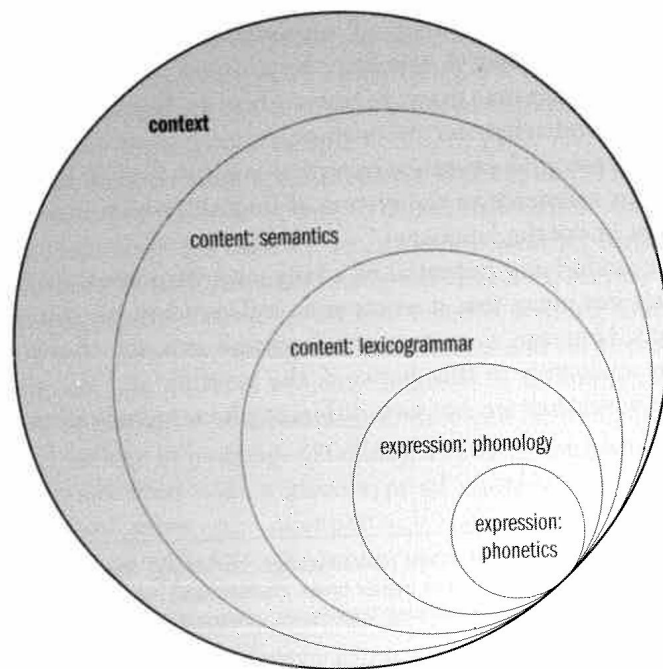 context
content: semantics
content: lexicogrammar
expression: phonology
expression:
phonetics